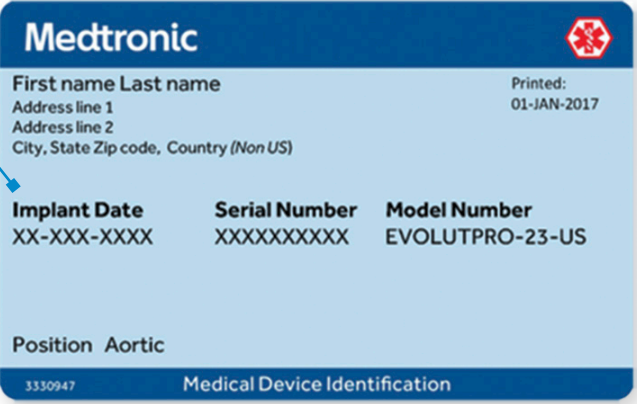 Medtronic
First name Last name
Printed:
Address line 1
01-JAN-2017
Address line 2
City, State Zip code, Country (Non US)
Implant Date Serial Number Model Number
XX-XXX-XXXX XXXXXXXXXX EVOLUTPRO-23-US
Position Aortic
3330947 Medical Device Identification